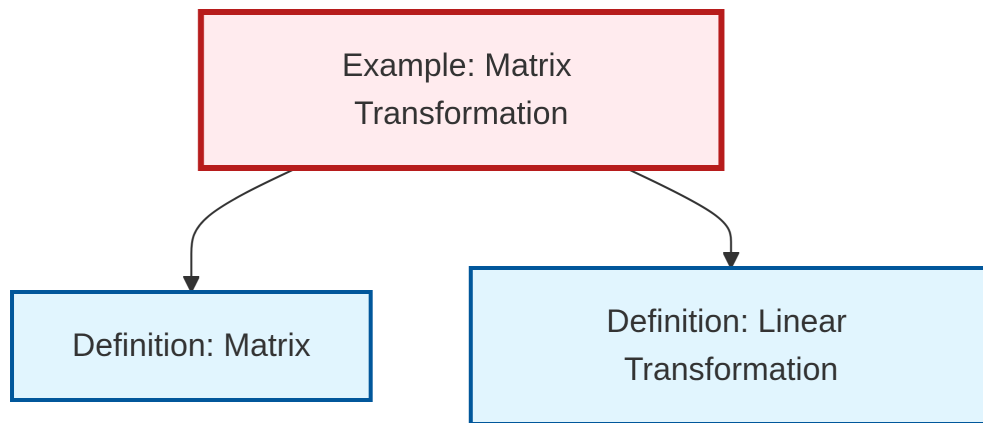 Example: Matrix
Transformation
Definition: Matrix
Definition: Linear
Transformation